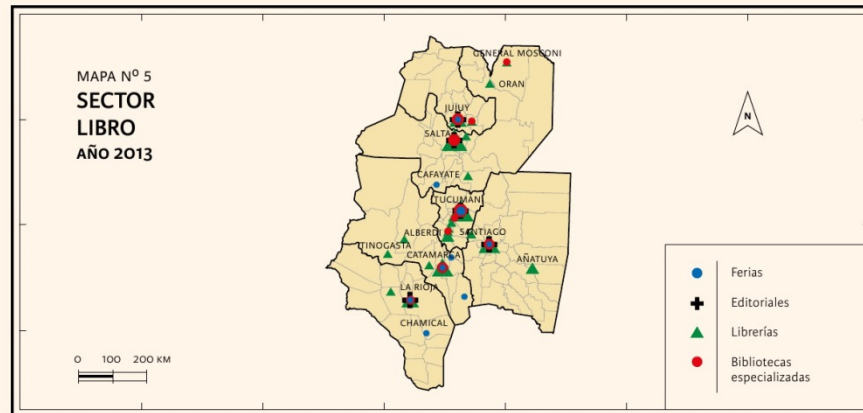 MAPA Nº 5
SECTOR
LIBRO
AÑO 2013
GENERAL MOSCONI
ORAN
JUJUY
SALTA
CAFAYATE
TUCUMAN
ALBERDI
SANTIAGO
TINOGASTA
CATAMARCA
AÑATUYA
LA RIOJA
CHAMICAL
N
0 100 200 KM
Ferias
Editoriales
Librerías
Bibliotecas
especializadas